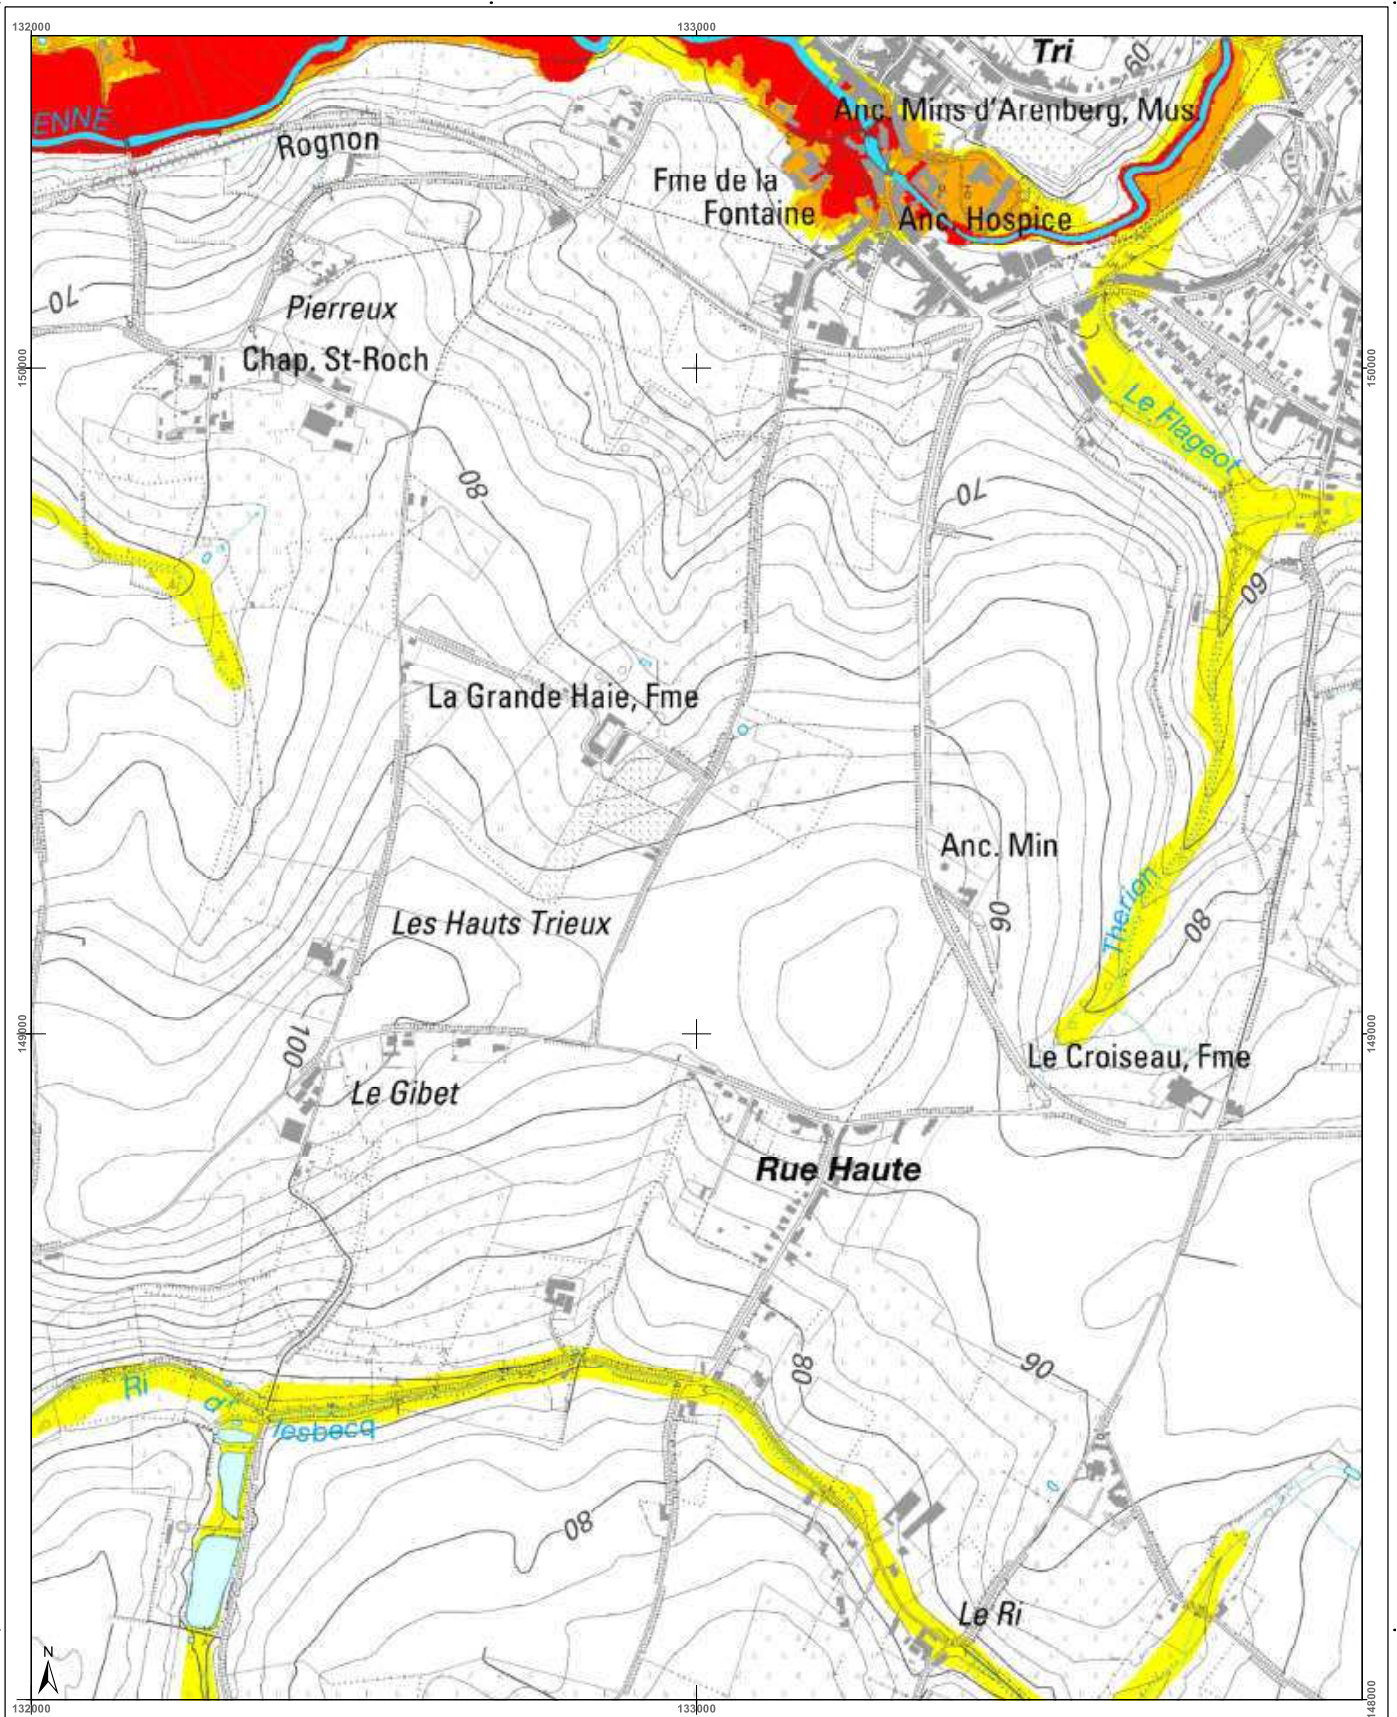 132000
133000
Tri
60
ENNE
Anc. Mins d'Arenberg, Mus.
Rognon
Fme de la
Fontaine
Anc. Hospice
70
Pierreux
Chap. St-Roch
150000
150000
Le Flageot
80
70
60
La Grande Haie, Fme
Anc. Min
Les Hauts Trieux
90
Therion
80
149000
149000
100
Le Croiseau, Fme
Le Gibet
Rue Haute
80
90
Ri
d'
Iesbecq
80
Le Ri
N
132000
133000
148000